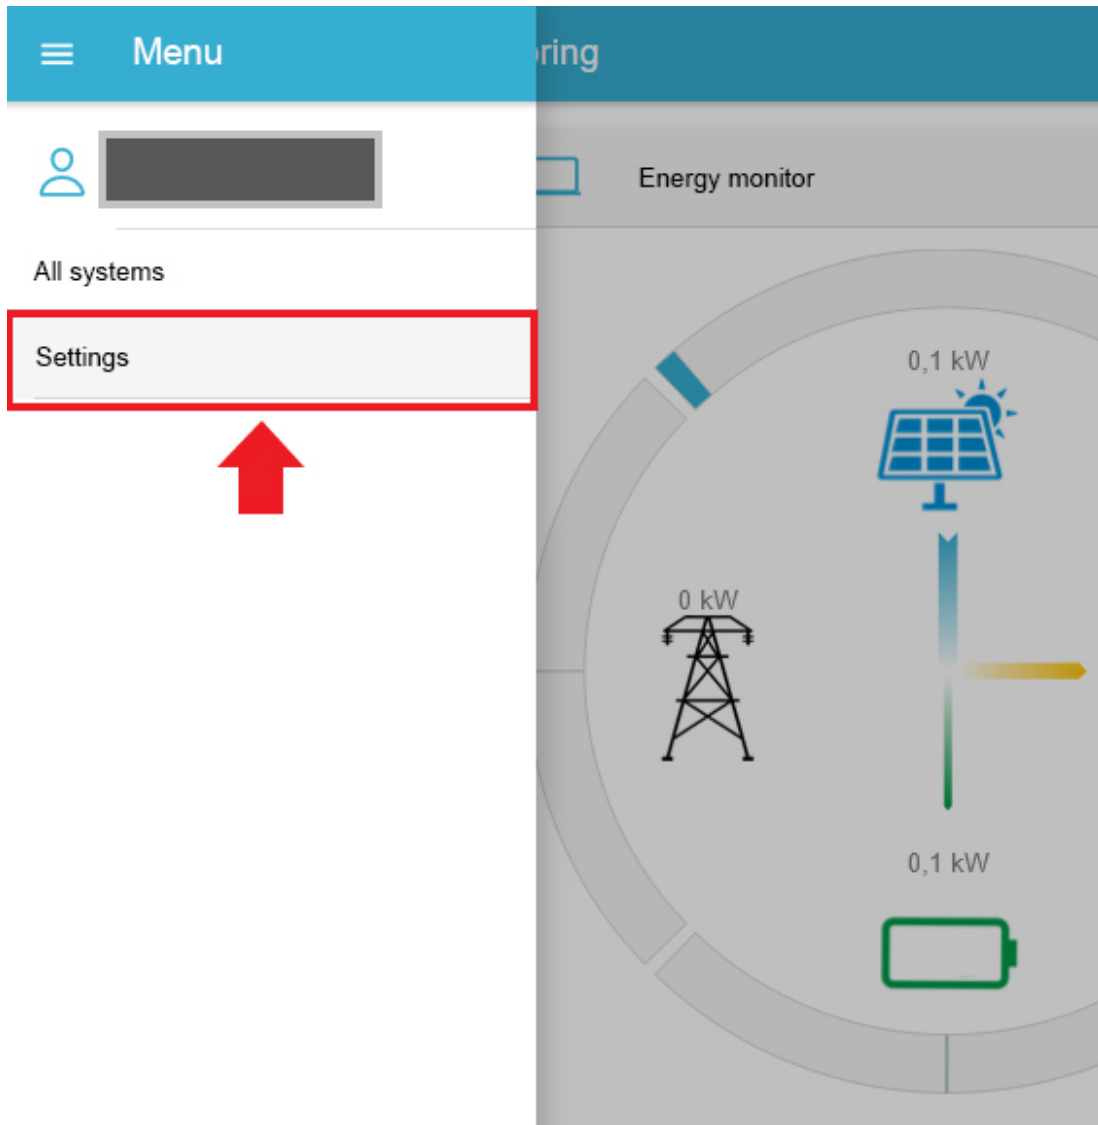 Menu
ring
Energy monitor
All systems
Settings
0,1 kW
0 kW
0,1 kW